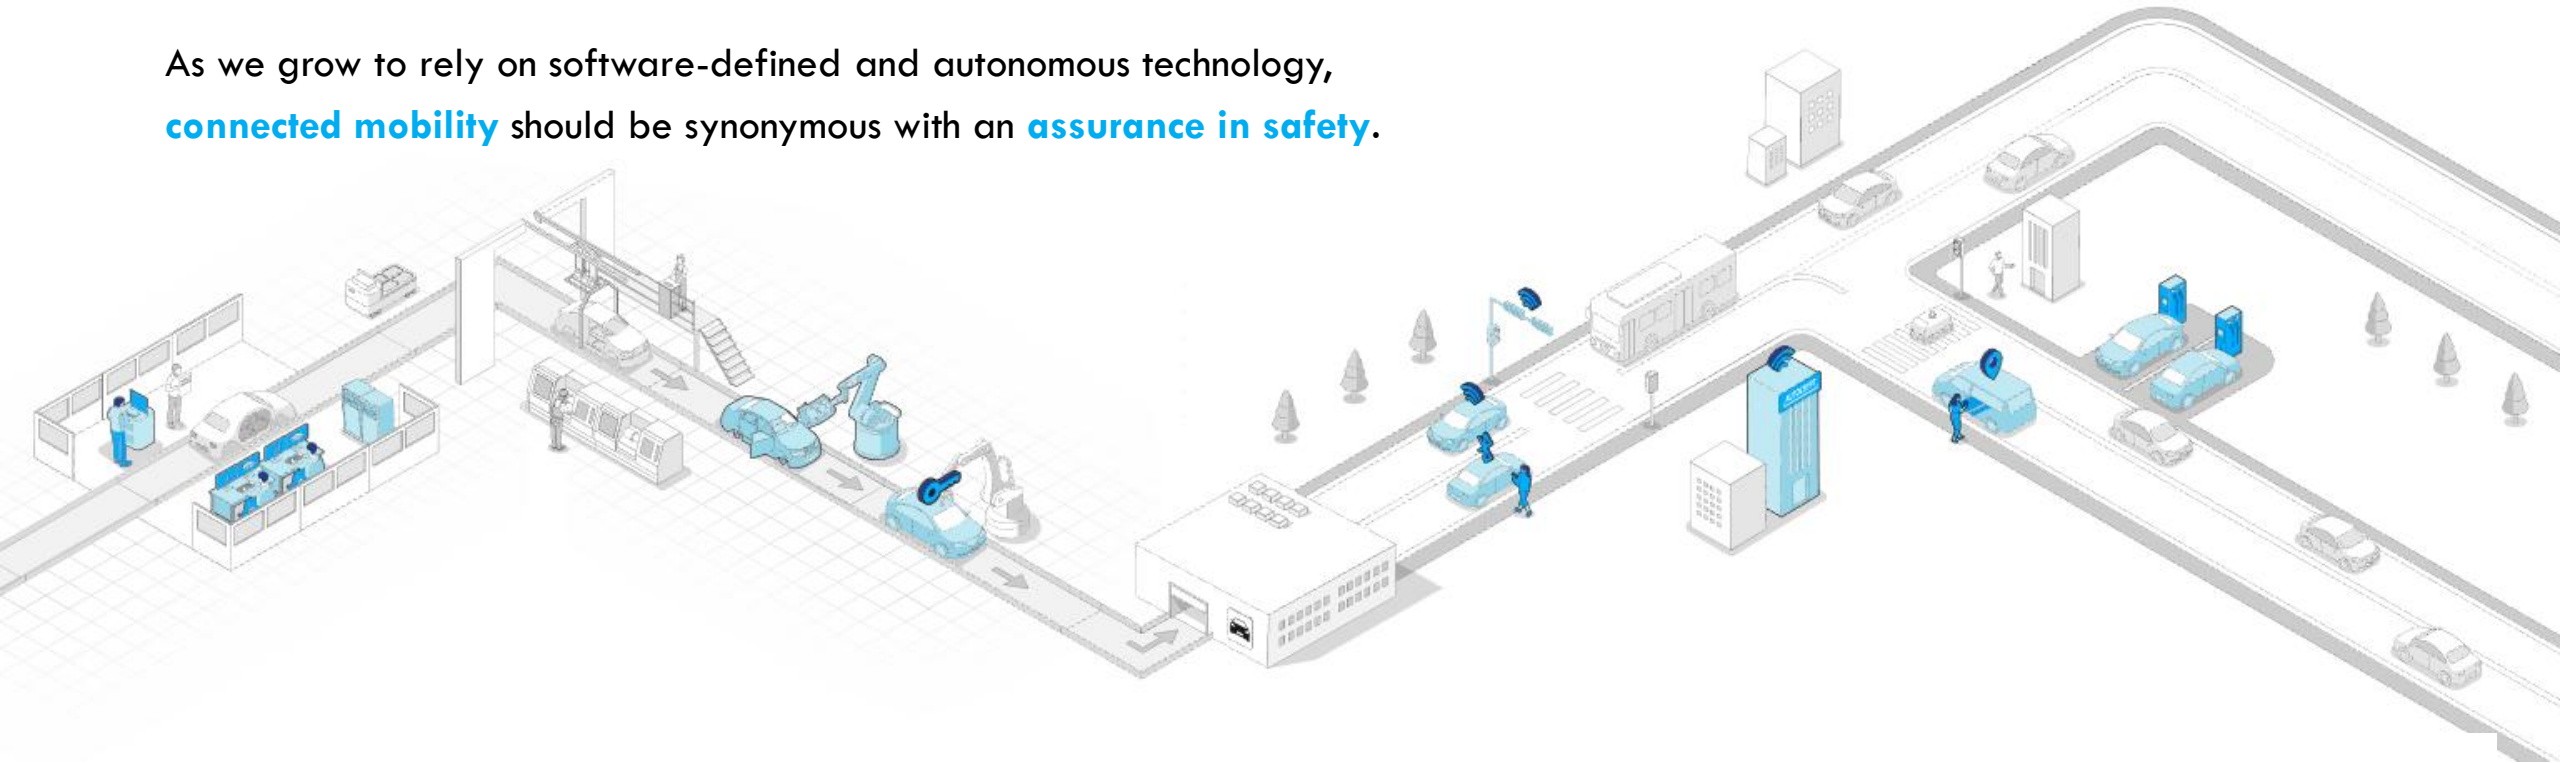 As we grow to rely on software-defined and autonomous technology,
connected mobility should be synonymous with an assurance in safety.
AUTOCRYPT